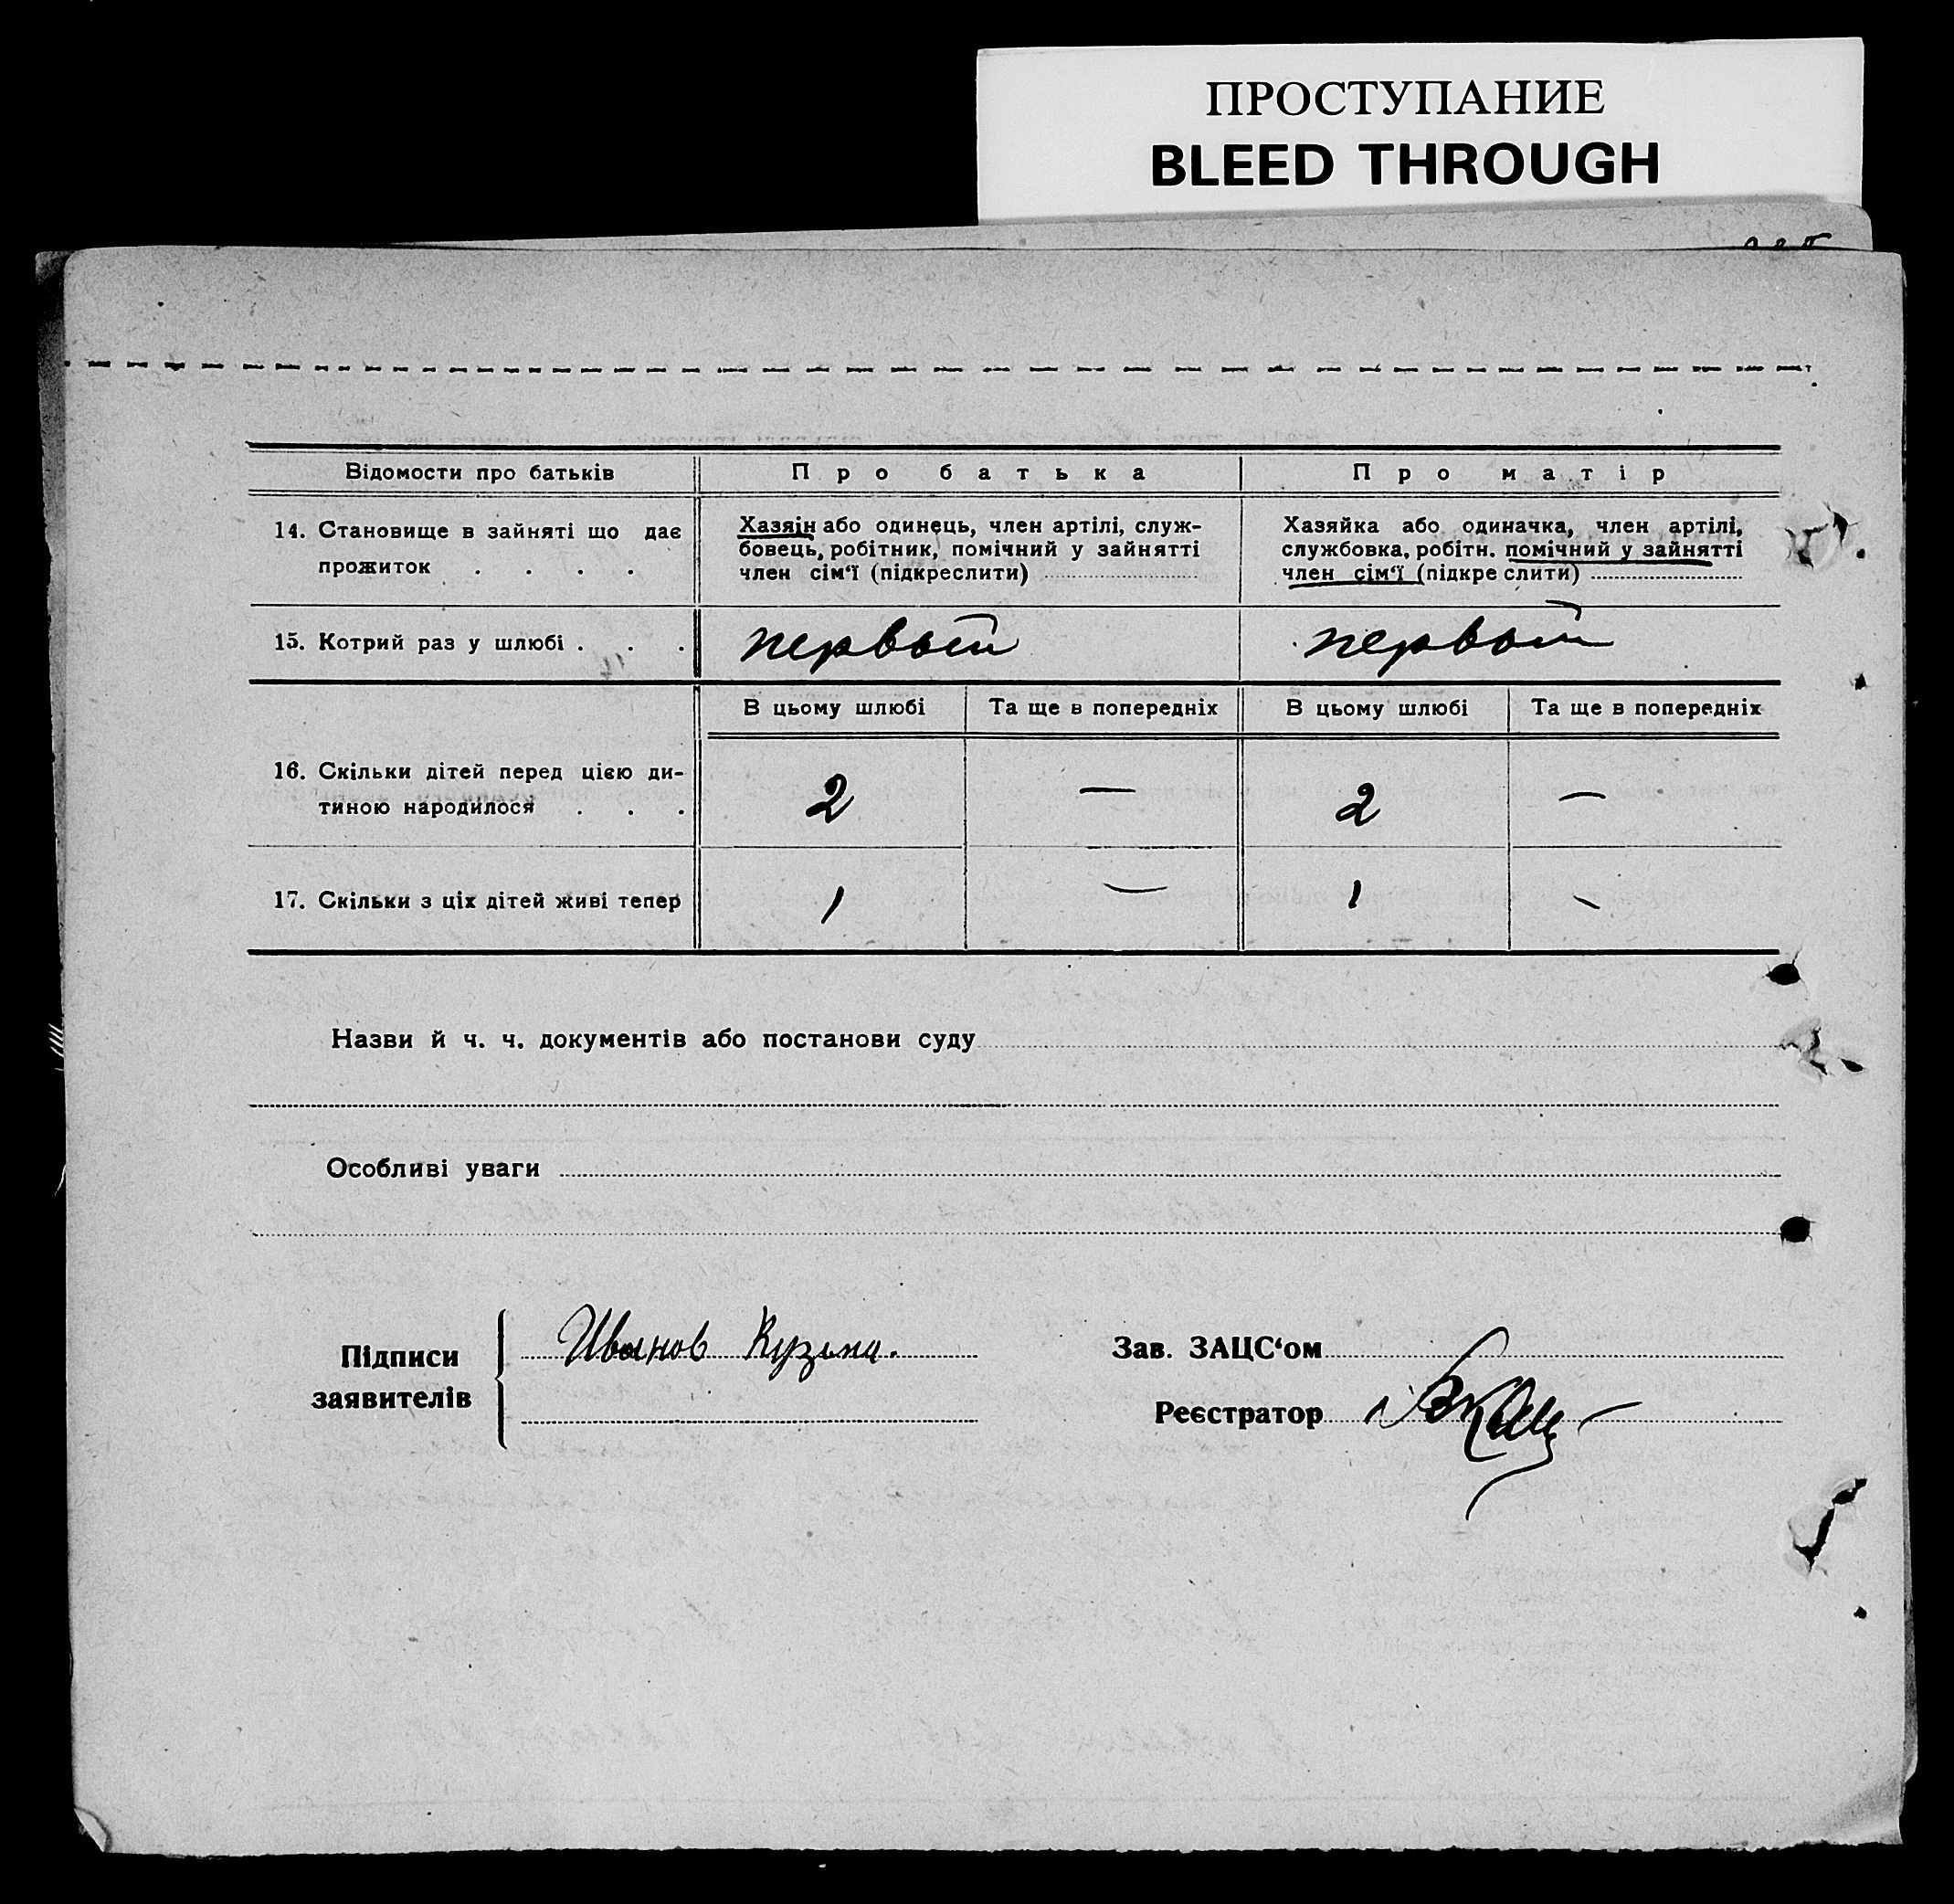 ПРОСТУПАНИЕ
BLEED THROUGH
Відомости про батьків Про батька Про матір
14. Становище в зайняті що дає
прожиток . . . .
Хазяїн або одинець, член артілі, служ-
бовець, робітник, помічний у зайнятті
член сім‘ї (підкреслити)
Хазяйка або одиначка, член артілі,
службовка, робітн. помічний у зайнятті
член сім‘ї (підкреслити)
15. Котрий раз у шлюбі . . . первый первый
В цьому шлюбі Та ще в попередніх В цьому шлюбі Та ще в попередніх
16. Скільки дітей перед цією ди-
тиною народилося . . . 2 — 2 —
17. Скільки з ціх дітей живі тепер 1 — 1 -
Назви й ч. ч. документів або постанови суду
Особливі уваги
Підписи
заявителів
Иванов Кузьма.
Зав. ЗАЦС‘ом
Реєстратор